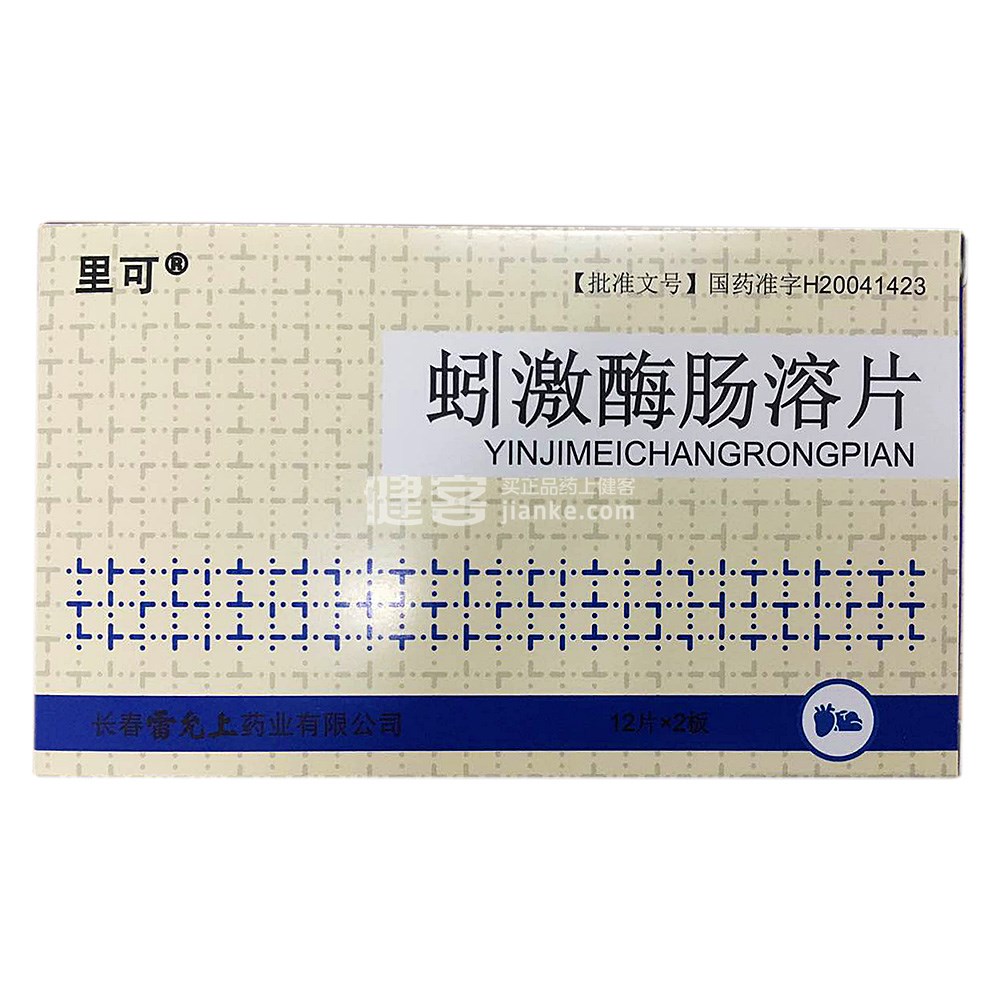 里可®
【批准文号】国药准字H20041423
蚓激酶肠溶片
YINJIMEICHANGRONGPIAN
健客 买正品药上健客
jianke.com
长春雷允上药业有限公司 12片×2板